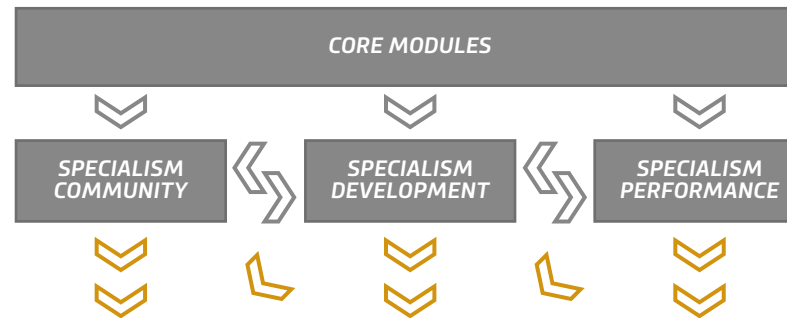 CORE MODULES
SPECIALISM
COMMUNITY
SPECIALISM
DEVELOPMENT
SPECIALISM
PERFORMANCE